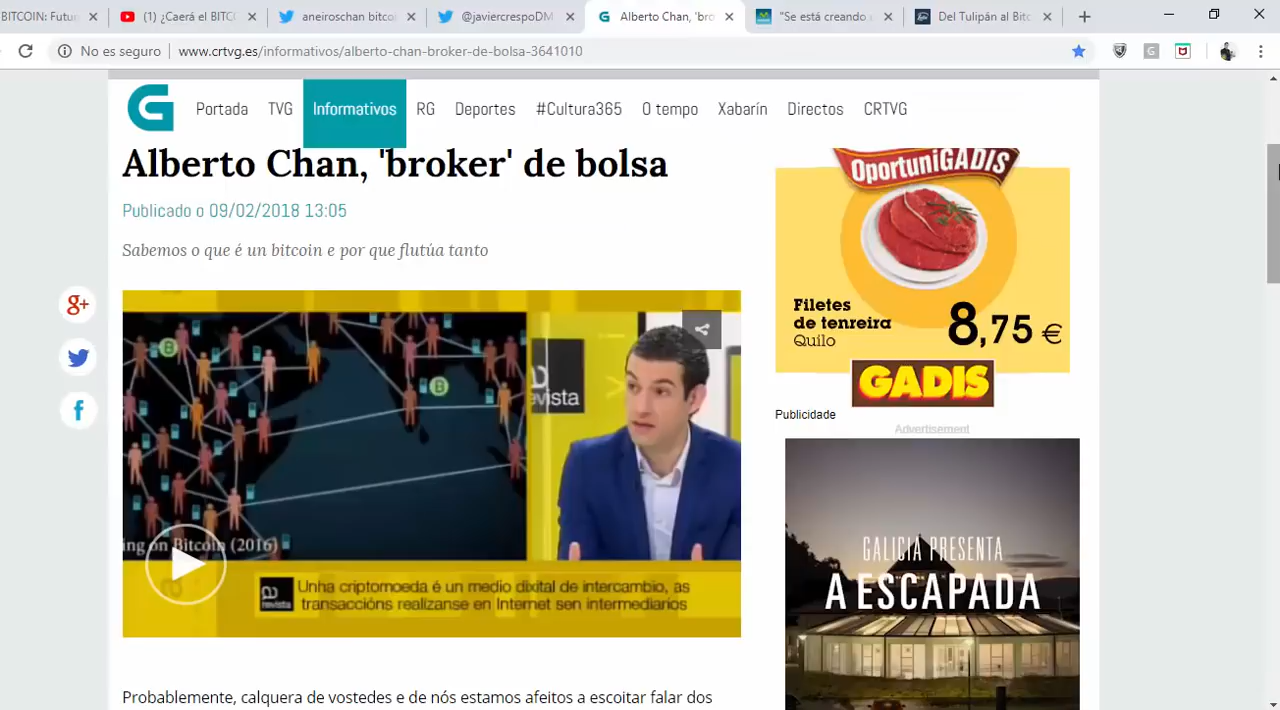 BITCOIN: Futur
(1) ¿Caerá el BITC
aneiroschan bitco
@javiercrespoDM
Alberto Chan, 'bro
"Se está creando
Del Tulipán al Bitc
No es seguro
www.crtvg.es/informativos/alberto-chan-broker-de-bolsa-3641010
Portada TVG Informativos RG Deportes #Cultura365 O tempo Xabarín Directos CRTVG
Alberto Chan, 'broker' de bolsa
Publicado o 09/02/2018 13:05
Sabemos o que é un bitcoin e por que flutúa tanto
g+
evista
ing on Bitcoin (2016)
revista
Unha criptomoeda é un medio dixital de intercambio, as
transaccións realízanse en Internet sen intermediarios
Probablemente, calquera de vostedes e de nós estamos afeitos a escoitar falar dos
OportuniGADIS
Filetes
de tenreira
Quilo
8,75 €
GADIS
Publicidade
Advertisement
GALICIA PRESENTA
A ESCAPADA